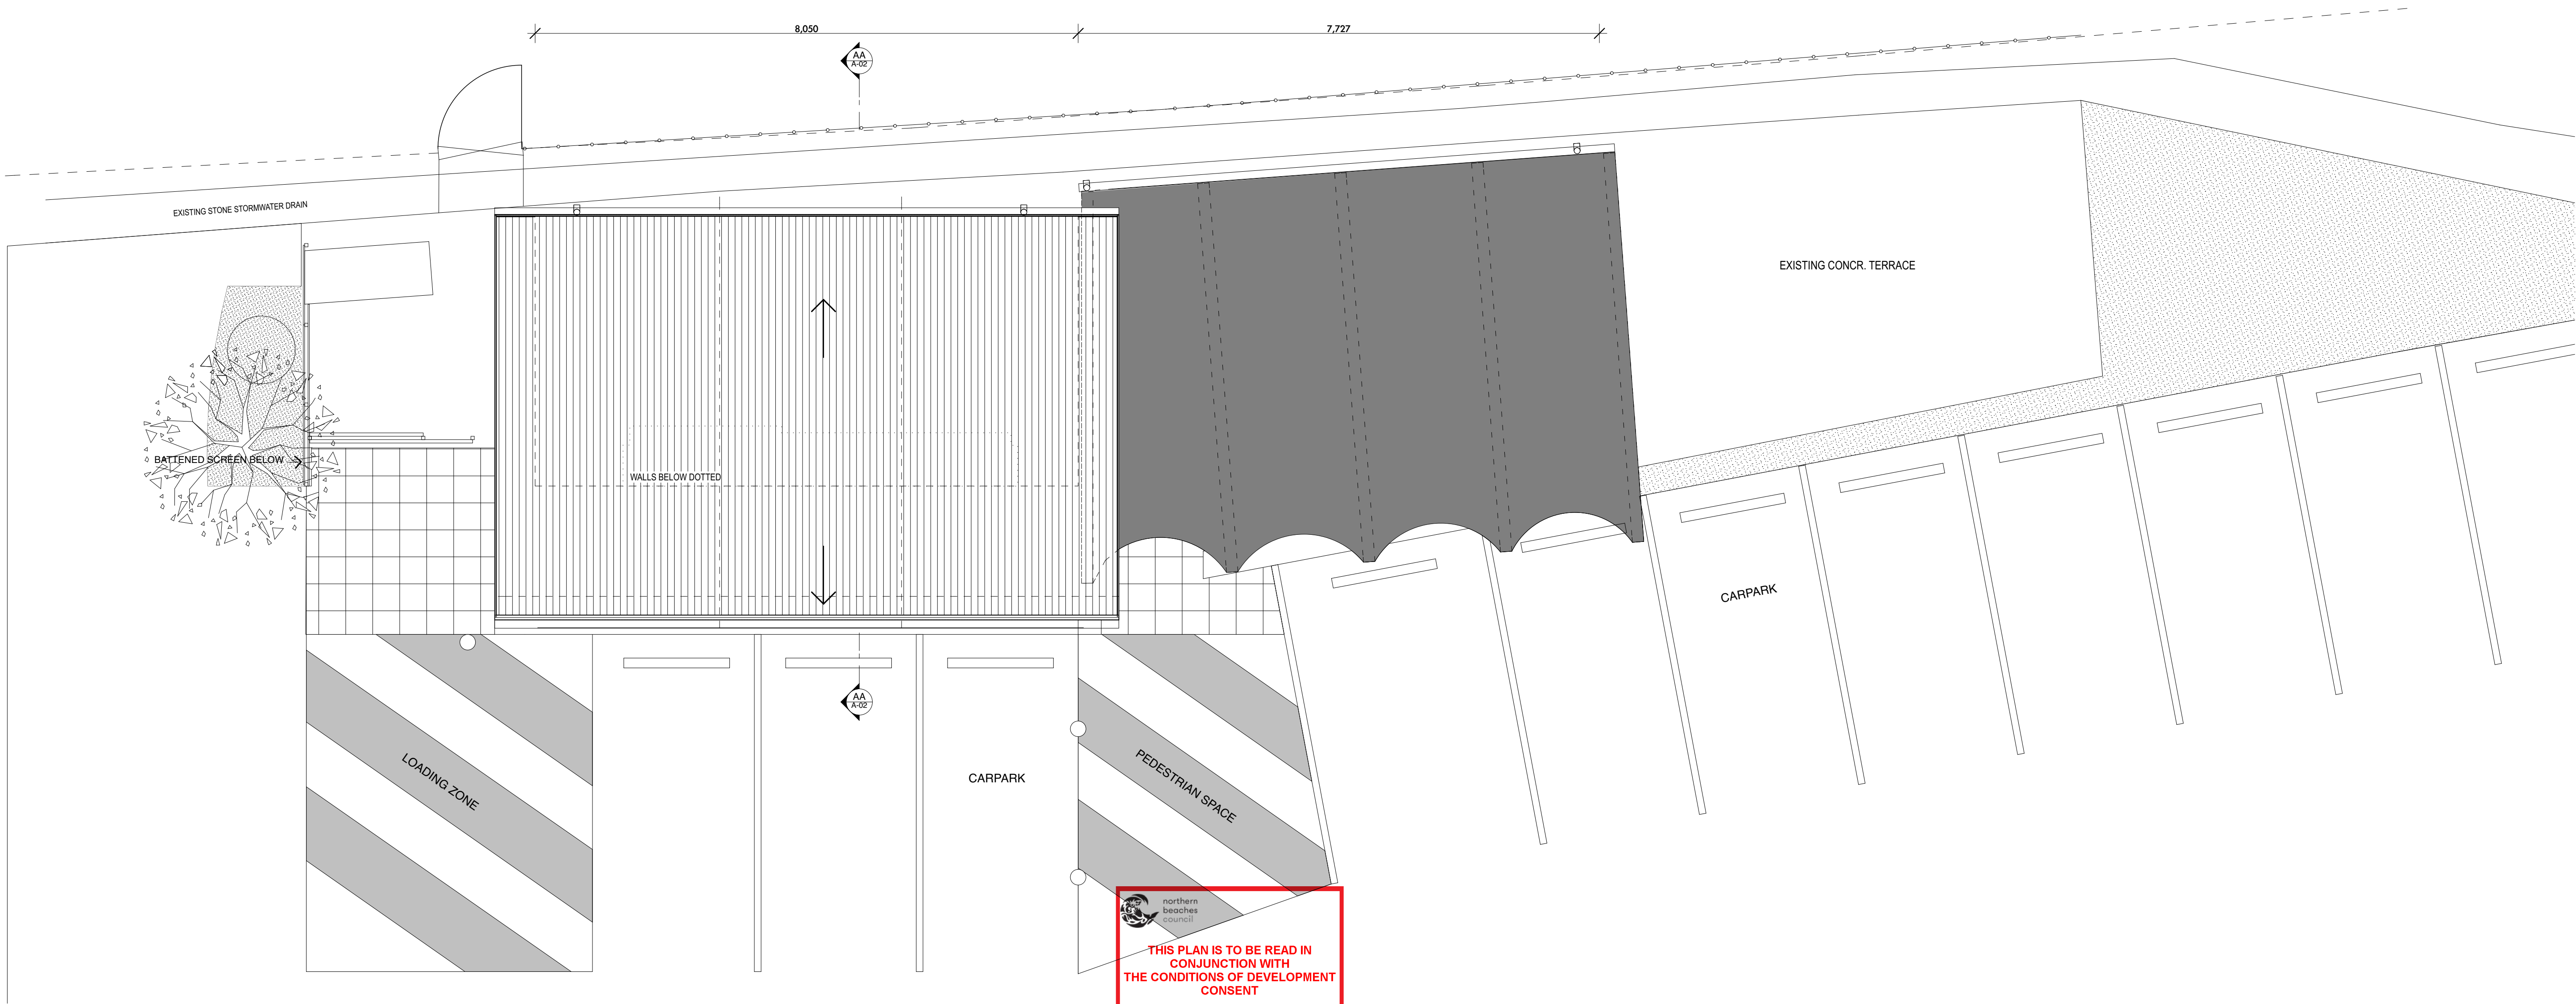 8,050
7,727
AA
A-02
EXISTING STONE STORMWATER DRAIN
EXISTING CONCR. TERRACE
BATTENED SCREEN BELOW
WALLS BELOW DOTTED
CARPARK
AA
A-02
LOADING ZONE
CARPARK
PEDESTRIAN SPACE
northern
beaches
council
THIS PLAN IS TO BE READ IN
CONJUNCTION WITH
THE CONDITIONS OF DEVELOPMENT
CONSENT